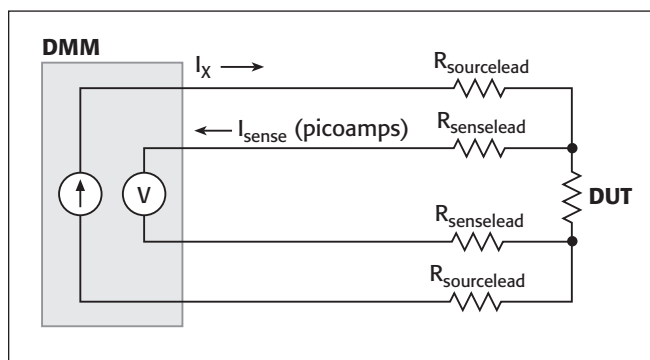 DMM
I_X
R_sourcelead
I_sense (picoamps)
R_senselead
V
DUT
R_senselead
R_sourcelead